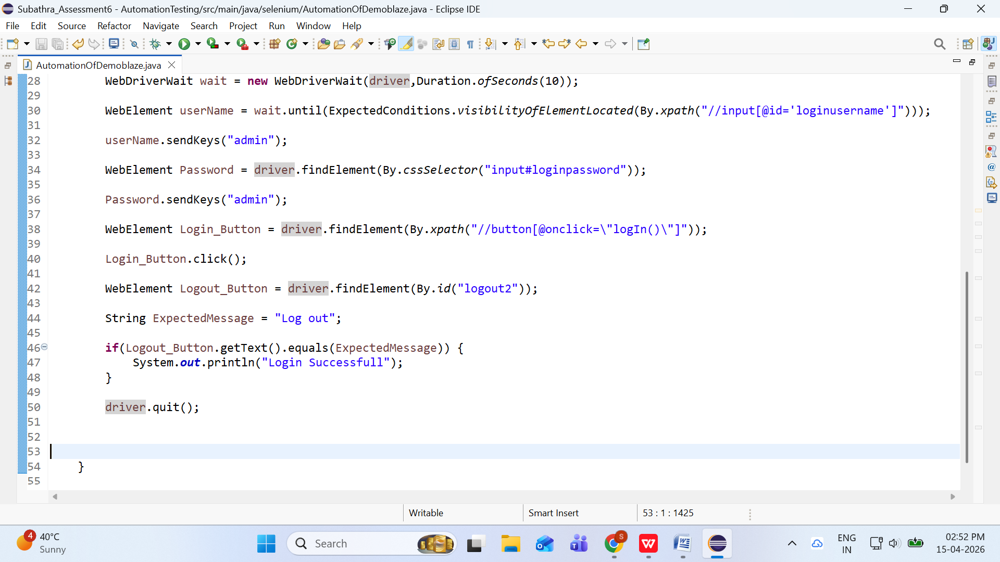 Subathra_Assessment6 - AutomationTesting/src/main/java/selenium/AutomationOfDemoblaze.java - Eclipse IDE
File Edit Source Refactor Navigate Search Project Run Window Help
AutomationOfDemoblaze.java
28 WebDriverWait wait = new WebDriverWait(driver,Duration.ofSeconds(10));
29
30 WebElement userName = wait.until(ExpectedConditions.visibilityOfElementLocated(By.xpath("//input[@id='loginusername']")));
31
32 userName.sendKeys("admin");
33
34 WebElement Password = driver.findElement(By.cssSelector("input#loginpassword"));
35
36 Password.sendKeys("admin");
37
38 WebElement Login_Button = driver.findElement(By.xpath("//button[@onclick=\"logIn()\"]"));
39
40 Login_Button.click();
41
42 WebElement Logout_Button = driver.findElement(By.id("logout2"));
43
44 String ExpectedMessage = "Log out";
45
46 if(Logout_Button.getText().equals(ExpectedMessage)) {
47 System.out.println("Login Successfull");
48 }
49
50 driver.quit();
51
52
53
54 }
55
Writable Smart Insert 53 : 1 : 1425
4 40°C
Sunny
Search
S
ENG
IN
02:52 PM
15-04-2026